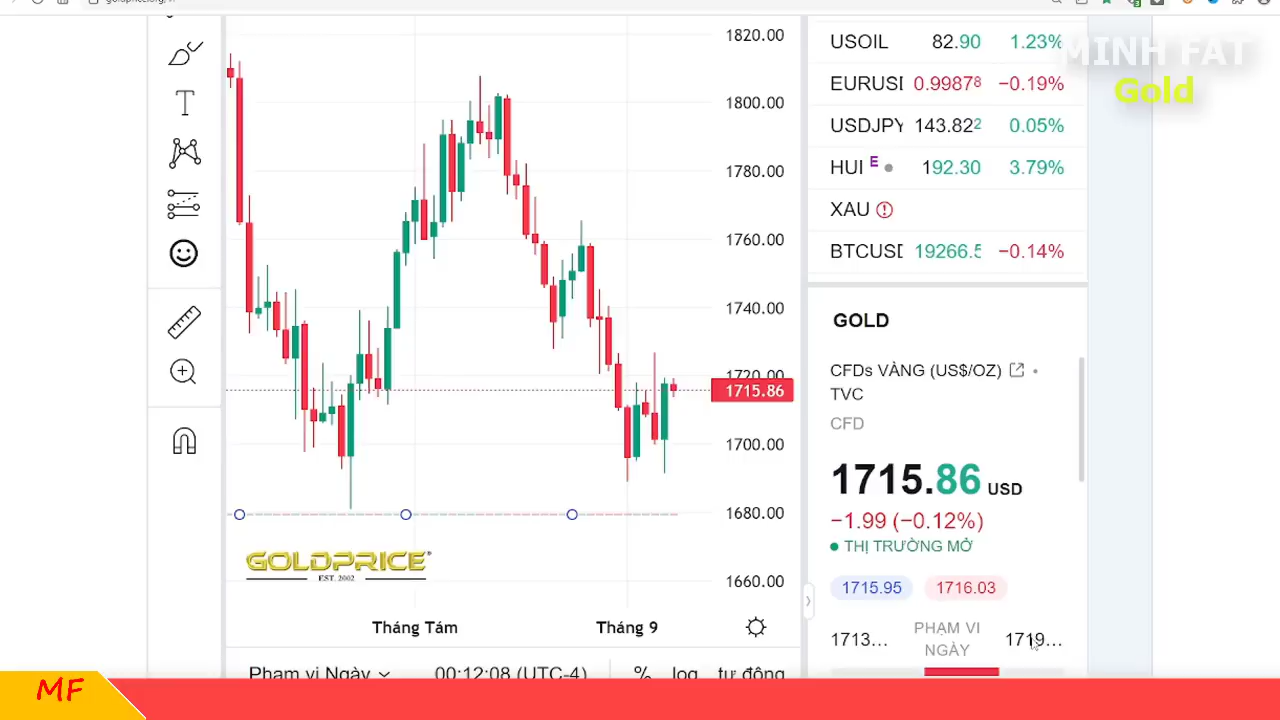 1820.00
1800.00
1780.00
1760.00
1740.00
1720.00
1715.86
1700.00
1680.00
1660.00
GOLDPRICE
EST. 2002
Tháng Tám Tháng 9
Phạm vi Ngày 00:12:08 (UTC-4) % log tự động
USOIL 82.90 1.23%
EURUSD 0.99878 −0.19%
USDJPY 143.822 0.05%
HUI E 192.30 3.79%
XAU
BTCUSD 19266.5 −0.14%
MINH FAT
Gold
GOLD
CFDs VÀNG (US$/OZ)
TVC
CFD
1715.86 USD
−1.99 (−0.12%)
THỊ TRƯỜNG MỞ
1715.95 1716.03
1713... PHẠM VI NGÀY 1719...
MF